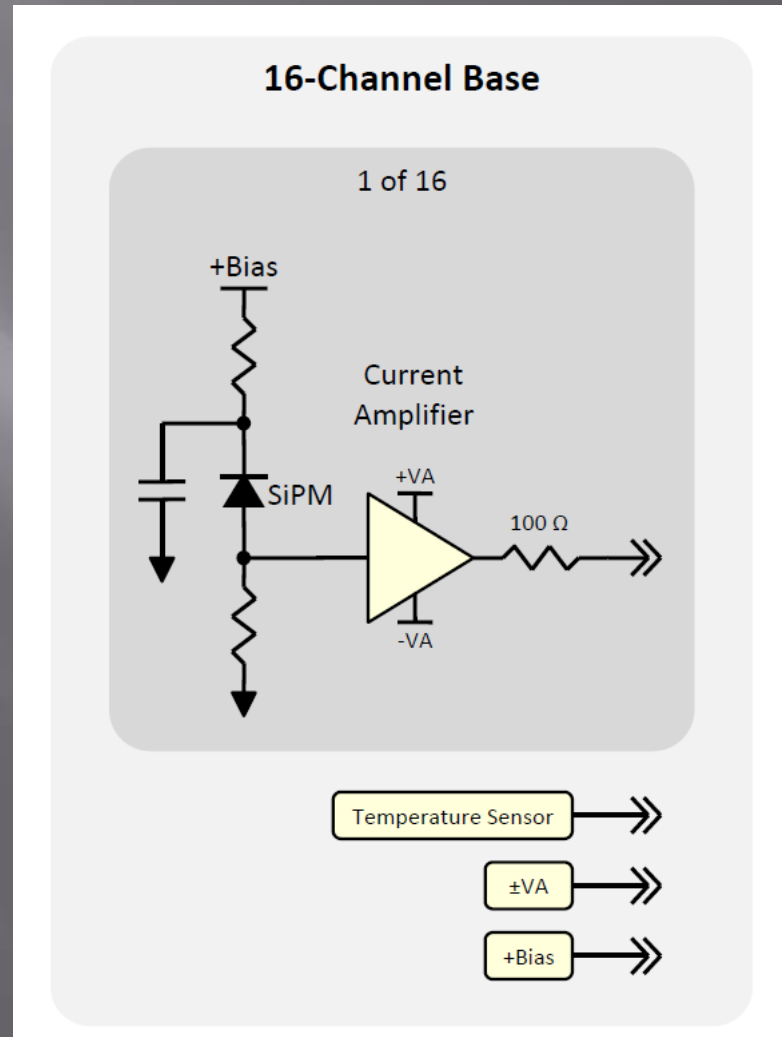 16-Channel Base
1 of 16
+Bias
Current
Amplifier
+VA
SiPM
100 Ω
-VA
Temperature Sensor
±VA
+Bias